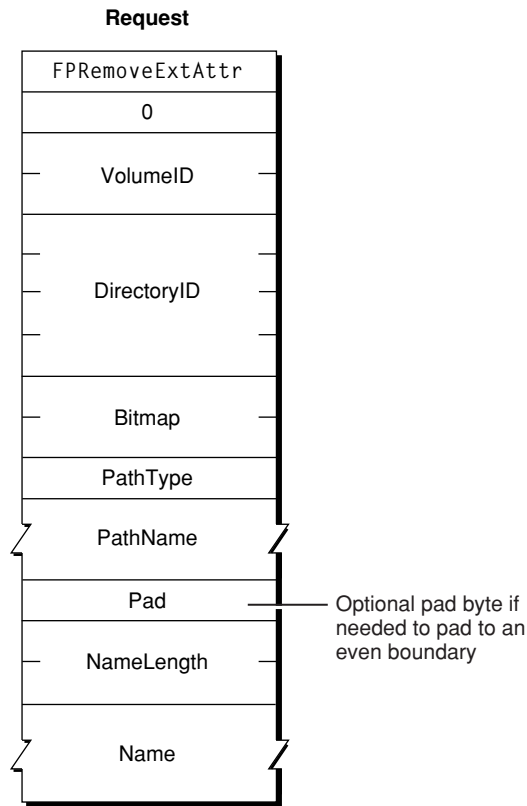 Request
FPRemoveExtAttr
0
VolumeID
DirectoryID
Bitmap
PathType
PathName
Pad
Optional pad byte if
needed to pad to an
even boundary
NameLength
Name